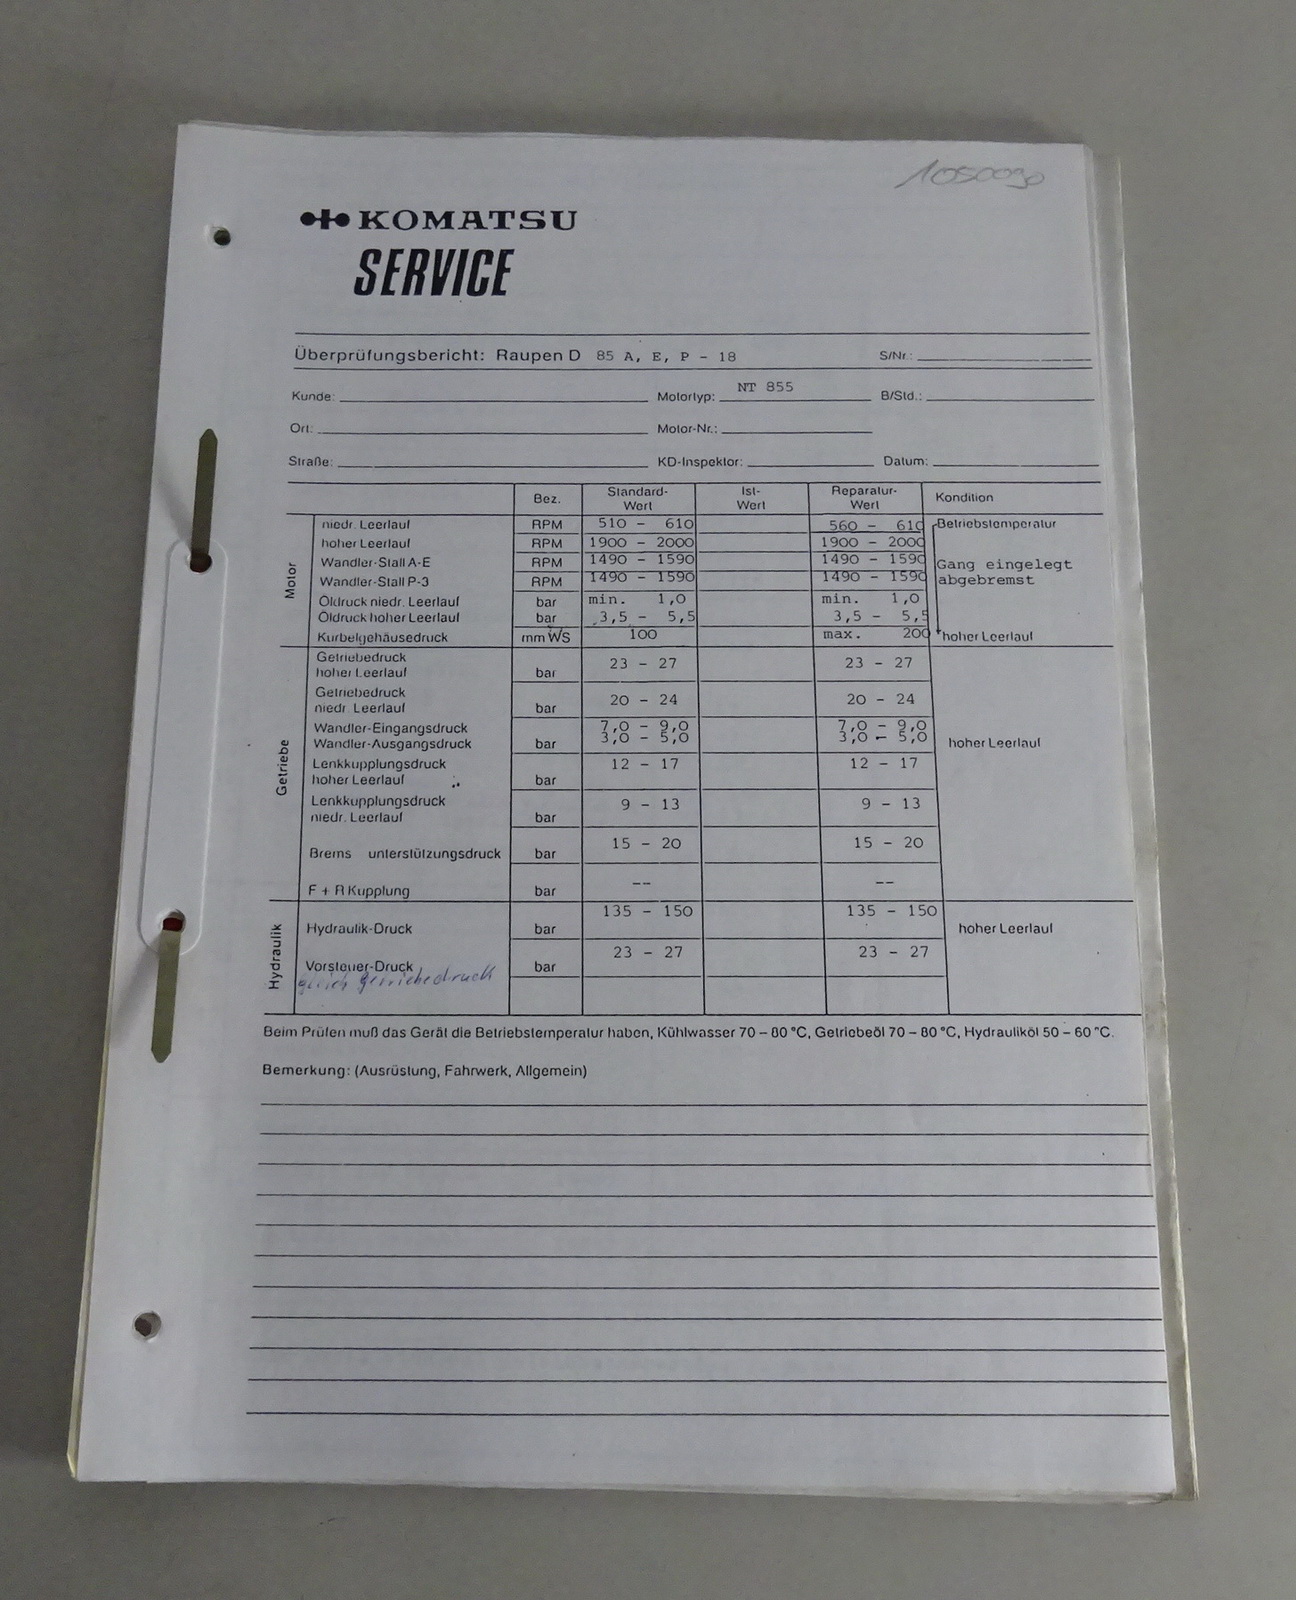 1050090
KOMATSU
SERVICE
Überprüfungsbericht: Raupen D 85 A, E, P - 18 S/Nr.:
Kunde: Motortyp: NT 855 B/Std.:
Ort: Motor-Nr.:
Straße: KD-Inspektor: Datum:
Bez. Standard-Wert Ist-Wert Reparatur-Wert Kondition
Motor
niedr. Leerlauf RPM 510 - 610 560 - 610 Betriebstemperatur
hoher Leerlauf RPM 1900 - 2000 1900 - 2000
Wandler-Stall A-E RPM 1490 - 1590 1490 - 1590 Gang eingelegt
Wandler-Stall P-3 RPM 1490 - 1590 1490 - 1590 abgebremst
Öldruck niedr. Leerlauf bar min. 1,0 min. 1,0
Öldruck hoher Leerlauf bar 3,5 - 5,5 3,5 - 5,5
Kurbelgehäusedruck mm WS 100 max. 200 hoher Leerlauf
Getriebe
Getriebedruck
hoher Leerlauf bar 23 - 27 23 - 27
Getriebedruck
niedr. Leerlauf bar 20 - 24 20 - 24
Wandler-Eingangsdruck 7,0 - 9,0 7,0 - 9,0
Wandler-Ausgangsdruck bar 3,0 - 5,0 3,0 - 5,0 hoher Leerlauf
Lenkkupplungsdruck
hoher Leerlauf bar 12 - 17 12 - 17
Lenkkupplungsdruck
niedr. Leerlauf bar 9 - 13 9 - 13
Brems unterstützungsdruck bar 15 - 20 15 - 20
F + R Kupplung bar -- --
Hydraulik
Hydraulik-Druck bar 135 - 150 135 - 150 hoher Leerlauf
Vorsteuer-Druck bar 23 - 27 23 - 27
gleich Getriebedruck
Beim Prüfen muß das Gerät die Betriebstemperatur haben, Kühlwasser 70 – 80 °C, Getriebeöl 70 – 80 °C, Hydrauliköl 50 – 60 °C.
Bemerkung: (Ausrüstung, Fahrwerk, Allgemein)